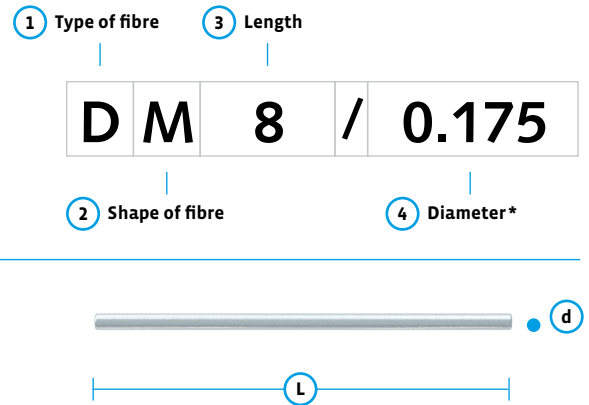 1 Type of fibre 3 Length
D M 8 / 0.175
2 Shape of fibre 4 Diameter*
d
L